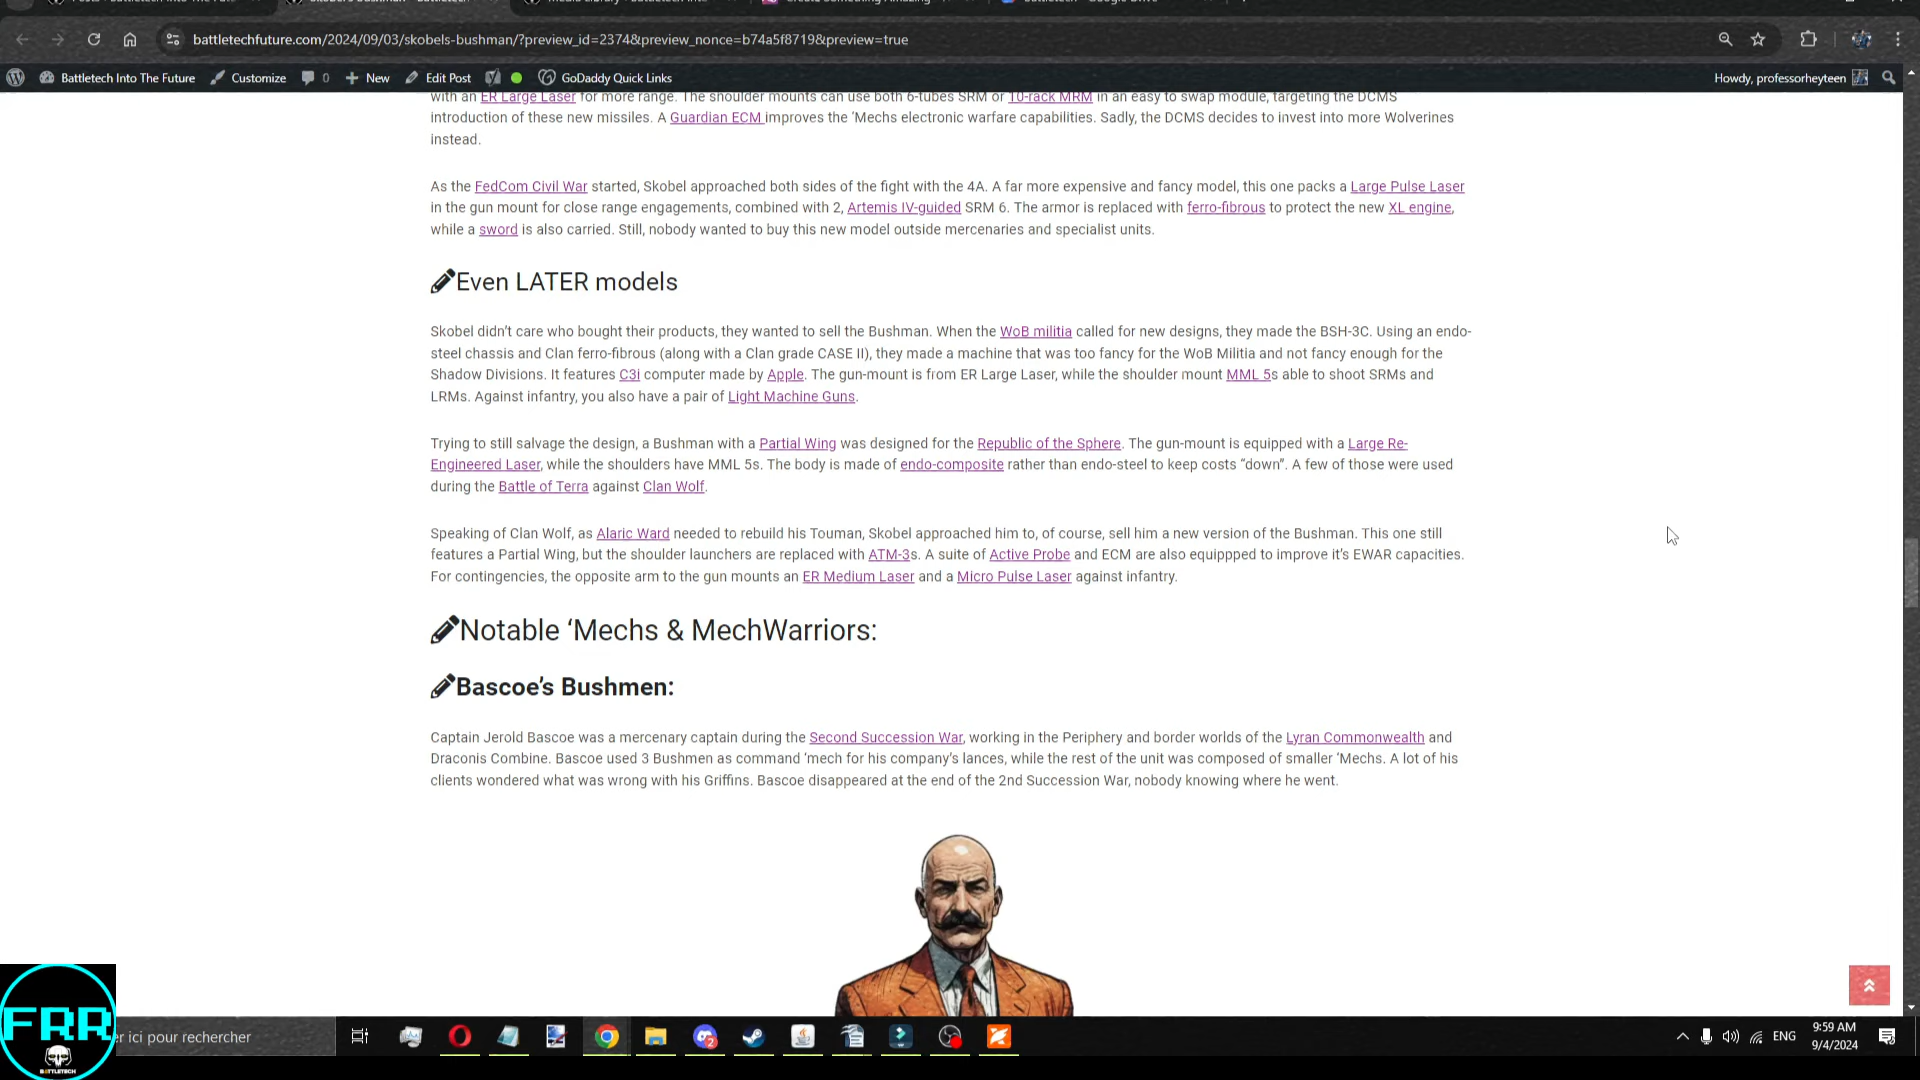 battletechfuture.com/2024/09/03/skobels-bushman/?preview_id=2374&preview_nonce=b74a5f8719&preview=true
Battletech Into The Future Customize 0 New Edit Post GoDaddy Quick Links Howdy, professorheyteen
with an ER Large Laser for more range. The shoulder mounts can use both 6-tubes SRM or 10-rack MRM in an easy to swap module, targeting the DCMS
introduction of these new missiles. A Guardian ECM improves the 'Mechs electronic warfare capabilities. Sadly, the DCMS decides to invest into more Wolverines
instead.
As the FedCom Civil War started, Skobel approached both sides of the fight with the 4A. A far more expensive and fancy model, this one packs a Large Pulse Laser
in the gun mount for close range engagements, combined with 2, Artemis IV-guided SRM 6. The armor is replaced with ferro-fibrous to protect the new XL engine,
while a sword is also carried. Still, nobody wanted to buy this new model outside mercenaries and specialist units.
Even LATER models
Skobel didn't care who bought their products, they wanted to sell the Bushman. When the WoB militia called for new designs, they made the BSH-3C. Using an endo-
steel chassis and Clan ferro-fibrous (along with a Clan grade CASE II), they made a machine that was too fancy for the WoB Militia and not fancy enough for the
Shadow Divisions. It features C3i computer made by Apple. The gun-mount is from ER Large Laser, while the shoulder mount MML 5s able to shoot SRMs and
LRMs. Against infantry, you also have a pair of Light Machine Guns.
Trying to still salvage the design, a Bushman with a Partial Wing was designed for the Republic of the Sphere. The gun-mount is equipped with a Large Re-
Engineered Laser, while the shoulders have MML 5s. The body is made of endo-composite rather than endo-steel to keep costs “down”. A few of those were used
during the Battle of Terra against Clan Wolf.
Speaking of Clan Wolf, as Alaric Ward needed to rebuild his Touman, Skobel approached him to, of course, sell him a new version of the Bushman. This one still
features a Partial Wing, but the shoulder launchers are replaced with ATM-3s. A suite of Active Probe and ECM are also equippped to improve it's EWAR capacities.
For contingencies, the opposite arm to the gun mounts an ER Medium Laser and a Micro Pulse Laser against infantry.
Notable ‘Mechs & MechWarriors:
Bascoe’s Bushmen:
Captain Jerold Bascoe was a mercenary captain during the Second Succession War, working in the Periphery and border worlds of the Lyran Commonwealth and
Draconis Combine. Bascoe used 3 Bushmen as command ‘mech for his company’s lances, while the rest of the unit was composed of smaller ‘Mechs. A lot of his
clients wondered what was wrong with his Griffins. Bascoe disappeared at the end of the 2nd Succession War, nobody knowing where he went.
FRR
BATTLETECH
er ici pour rechercher
2
ENG
9:59 AM
9/4/2024